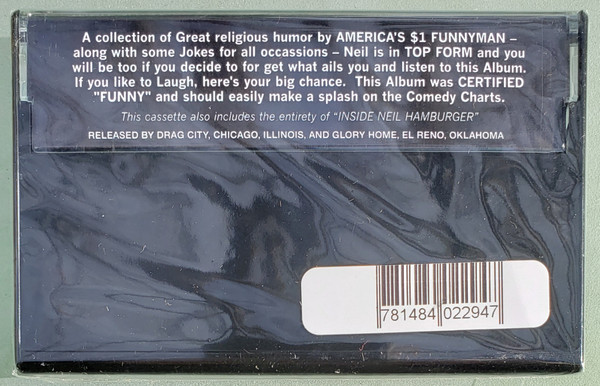 A collection of Great religious humor by AMERICA'S $1 FUNNYMAN –
along with some Jokes for all occassions – Neil is in TOP FORM and you
will be too if you decide to for get what ails you and listen to this Album.
If you like to Laugh, here's your big chance. This Album was CERTIFIED
"FUNNY" and should easily make a splash on the Comedy Charts.
This cassette also includes the entirety of "INSIDE NEIL HAMBURGER"
RELEASED BY DRAG CITY, CHICAGO, ILLINOIS, AND GLORY HOME, EL RENO, OKLAHOMA
781484 022947